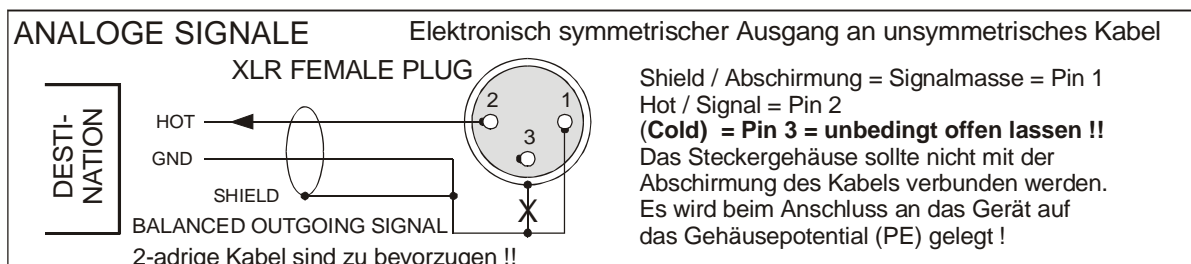 ANALOGE SIGNALE
Elektronisch symmetrischer Ausgang an unsymmetrisches Kabel
XLR FEMALE PLUG
DESTI-
NATION
HOT
GND
SHIELD
2
1
3
X
BALANCED OUTGOING SIGNAL
2-adrige Kabel sind zu bevorzugen !!
Shield / Abschirmung = Signalmasse = Pin 1
Hot / Signal = Pin 2
(Cold) = Pin 3 = unbedingt offen lassen !!
Das Steckergehäuse sollte nicht mit der
Abschirmung des Kabels verbunden werden.
Es wird beim Anschluss an das Gerät auf
das Gehäusepotential (PE) gelegt !